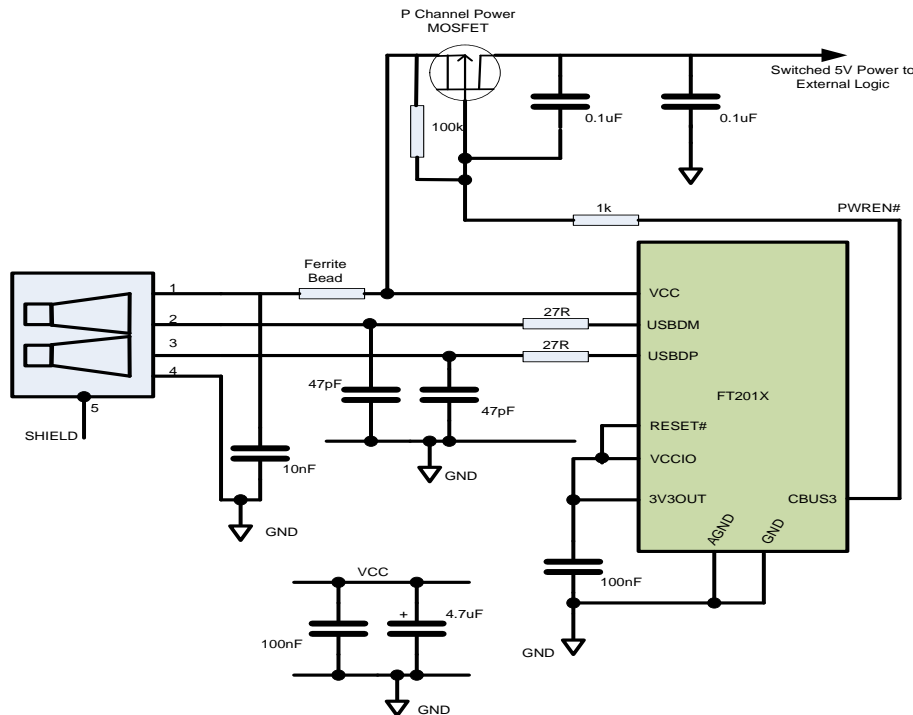 P Channel Power
MOSFET
Switched 5V Power to
External Logic
0.1uF
0.1uF
100k
1k
PWREN#
Ferrite
Bead
1
2
3
4
5
SHIELD
27R
27R
VCC
USBDM
USBDP
FT201X
RESET#
VCCIO
3V3OUT
CBUS3
AGND
GND
47pF
47pF
GND
10nF
GND
100nF
GND
VCC
100nF
+
4.7uF
GND